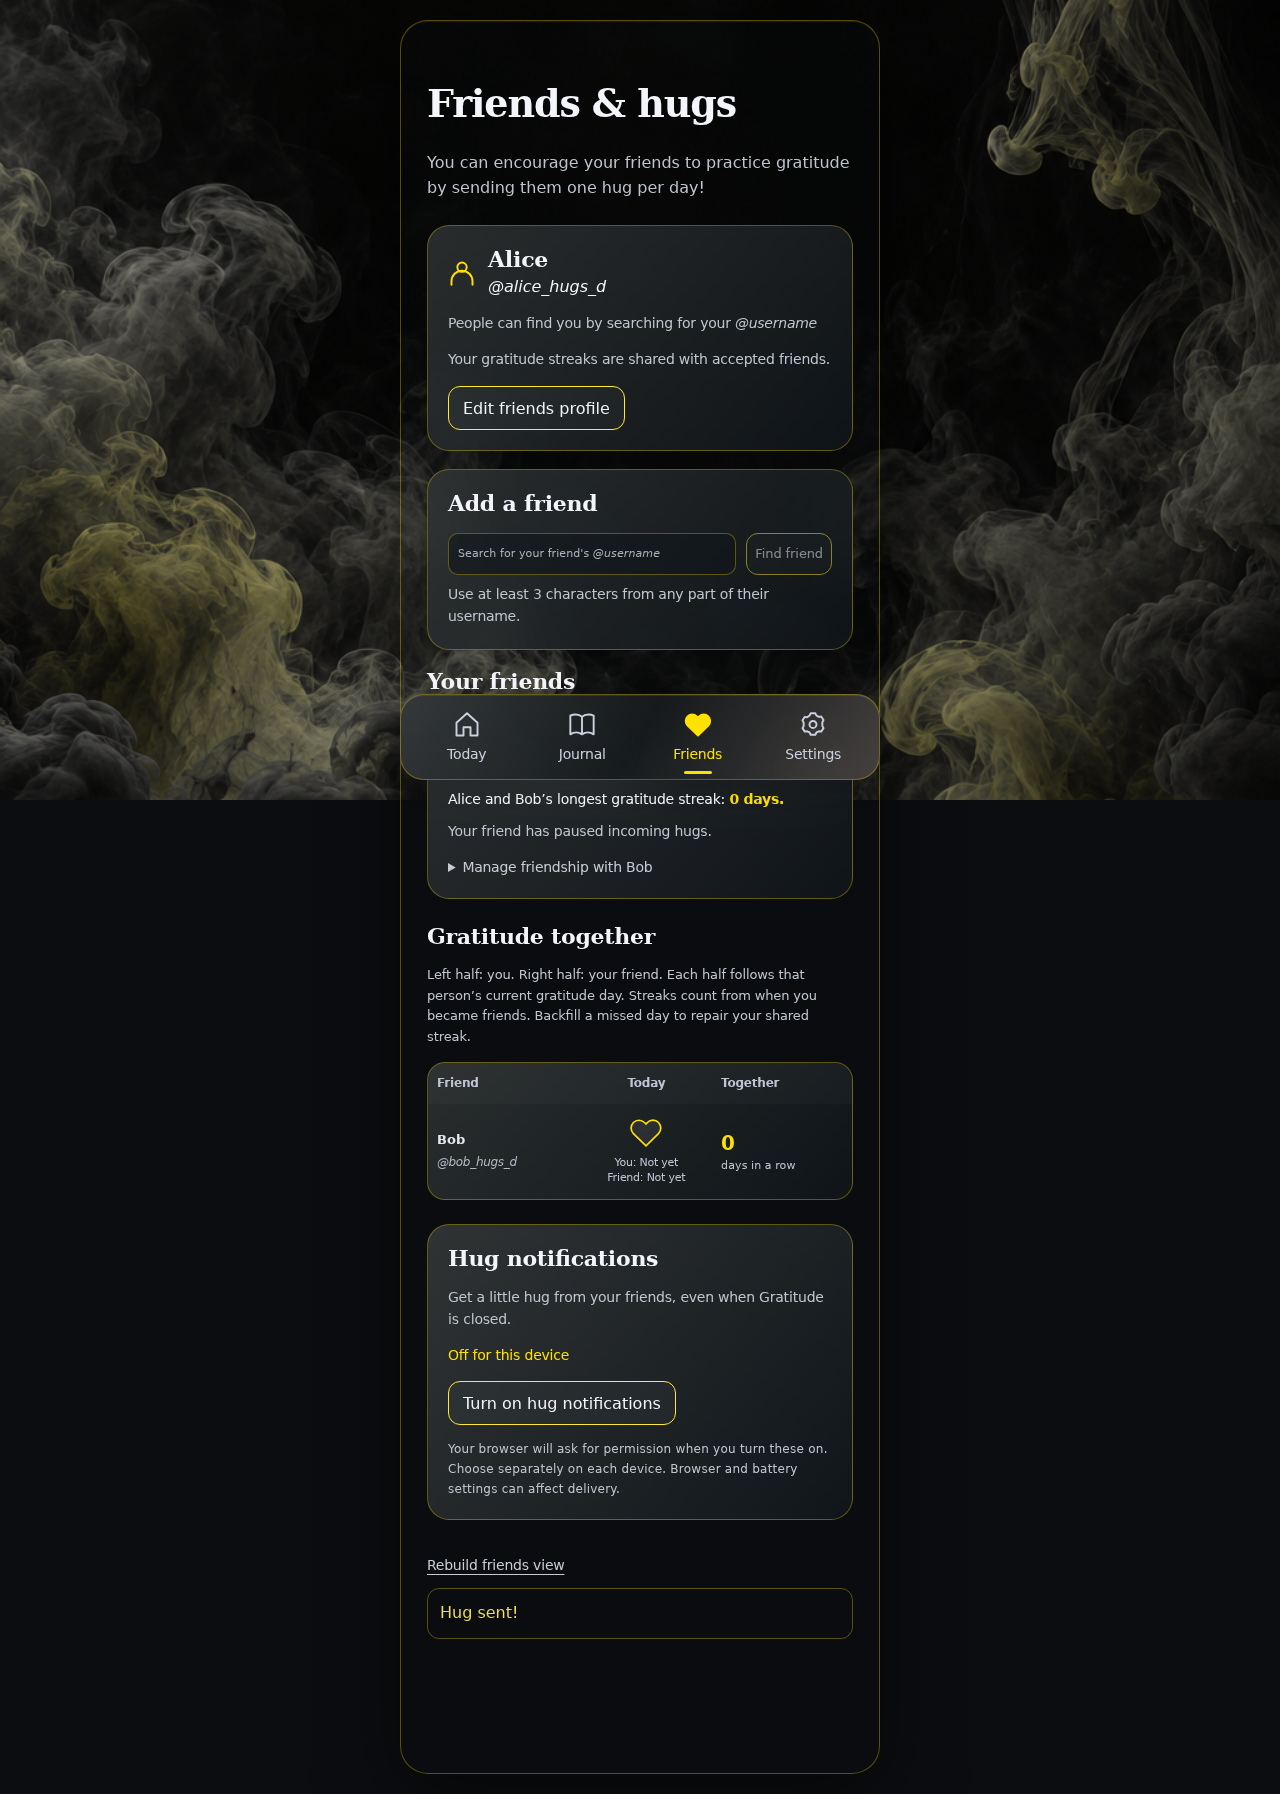 Friends & hugs
You can encourage your friends to practice gratitude
by sending them one hug per day!
Alice
@alice_hugs_d
People can find you by searching for your @username
Your gratitude streaks are shared with accepted friends.
Edit friends profile
Add a friend
Search for your friend's @username
Find friend
Use at least 3 characters from any part of their
username.
Your friends
Today
Journal
Friends
Settings
Alice and Bob’s longest gratitude streak: 0 days.
Your friend has paused incoming hugs.
Manage friendship with Bob
Gratitude together
Left half: you. Right half: your friend. Each half follows that
person’s current gratitude day. Streaks count from when you
became friends. Backfill a missed day to repair your shared
streak.
Friend Today Together
Bob
@bob_hugs_d
You: Not yet
Friend: Not yet
0
days in a row
Hug notifications
Get a little hug from your friends, even when Gratitude
is closed.
Off for this device
Turn on hug notifications
Your browser will ask for permission when you turn these on.
Choose separately on each device. Browser and battery
settings can affect delivery.
Rebuild friends view
Hug sent!